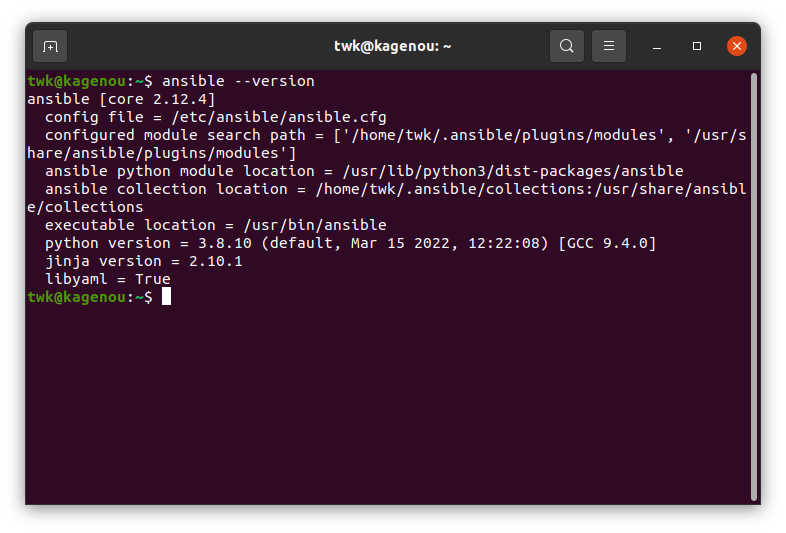 twk@kagenou: ~
twk@kagenou:~$ ansible --version
ansible [core 2.12.4]
  config file = /etc/ansible/ansible.cfg
  configured module search path = ['/home/twk/.ansible/plugins/modules', '/usr/s
hare/ansible/plugins/modules']
  ansible python module location = /usr/lib/python3/dist-packages/ansible
  ansible collection location = /home/twk/.ansible/collections:/usr/share/ansibl
e/collections
  executable location = /usr/bin/ansible
  python version = 3.8.10 (default, Mar 15 2022, 12:22:08) [GCC 9.4.0]
  jinja version = 2.10.1
  libyaml = True
twk@kagenou:~$